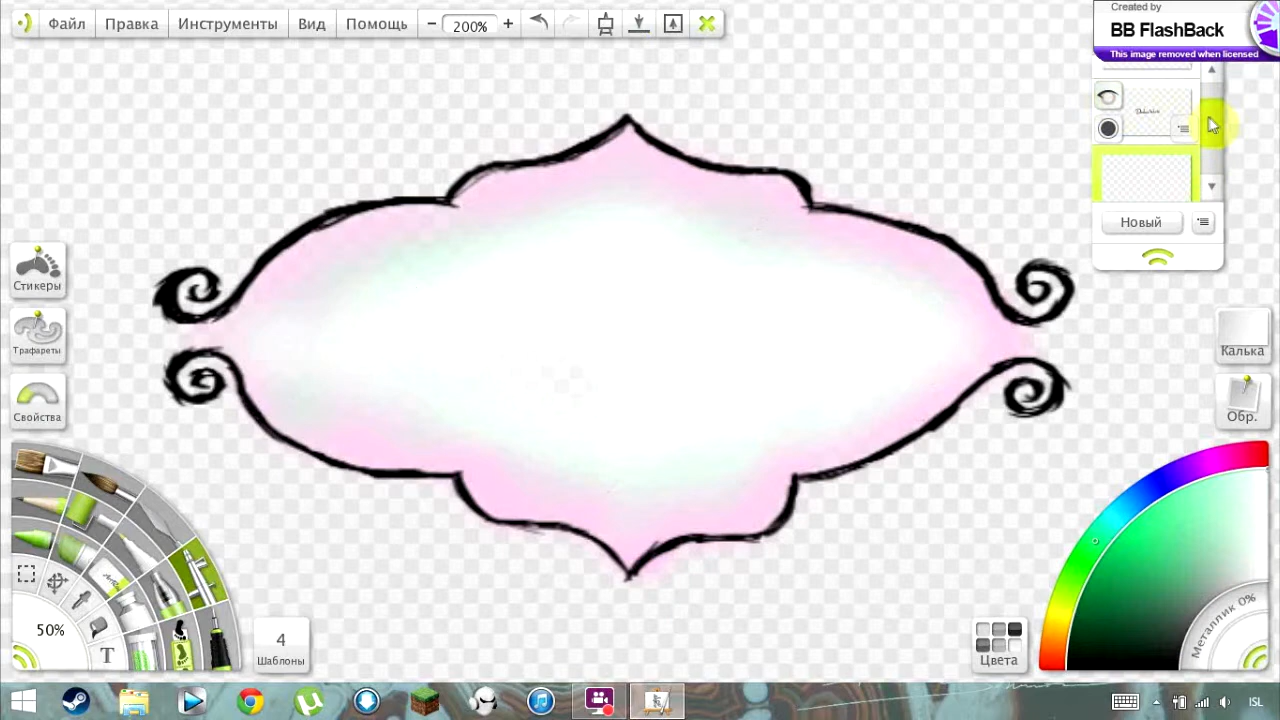 Файл
Правка
Инструменты
Вид
Помощь
− 200% +
Created by
BB FlashBack
This image removed when licensed
Новый
Стикеры
Трафареты
Свойства
Калька
Обр.
50%
T
4
Шаблоны
Цвета
Металлик 0%
ISL